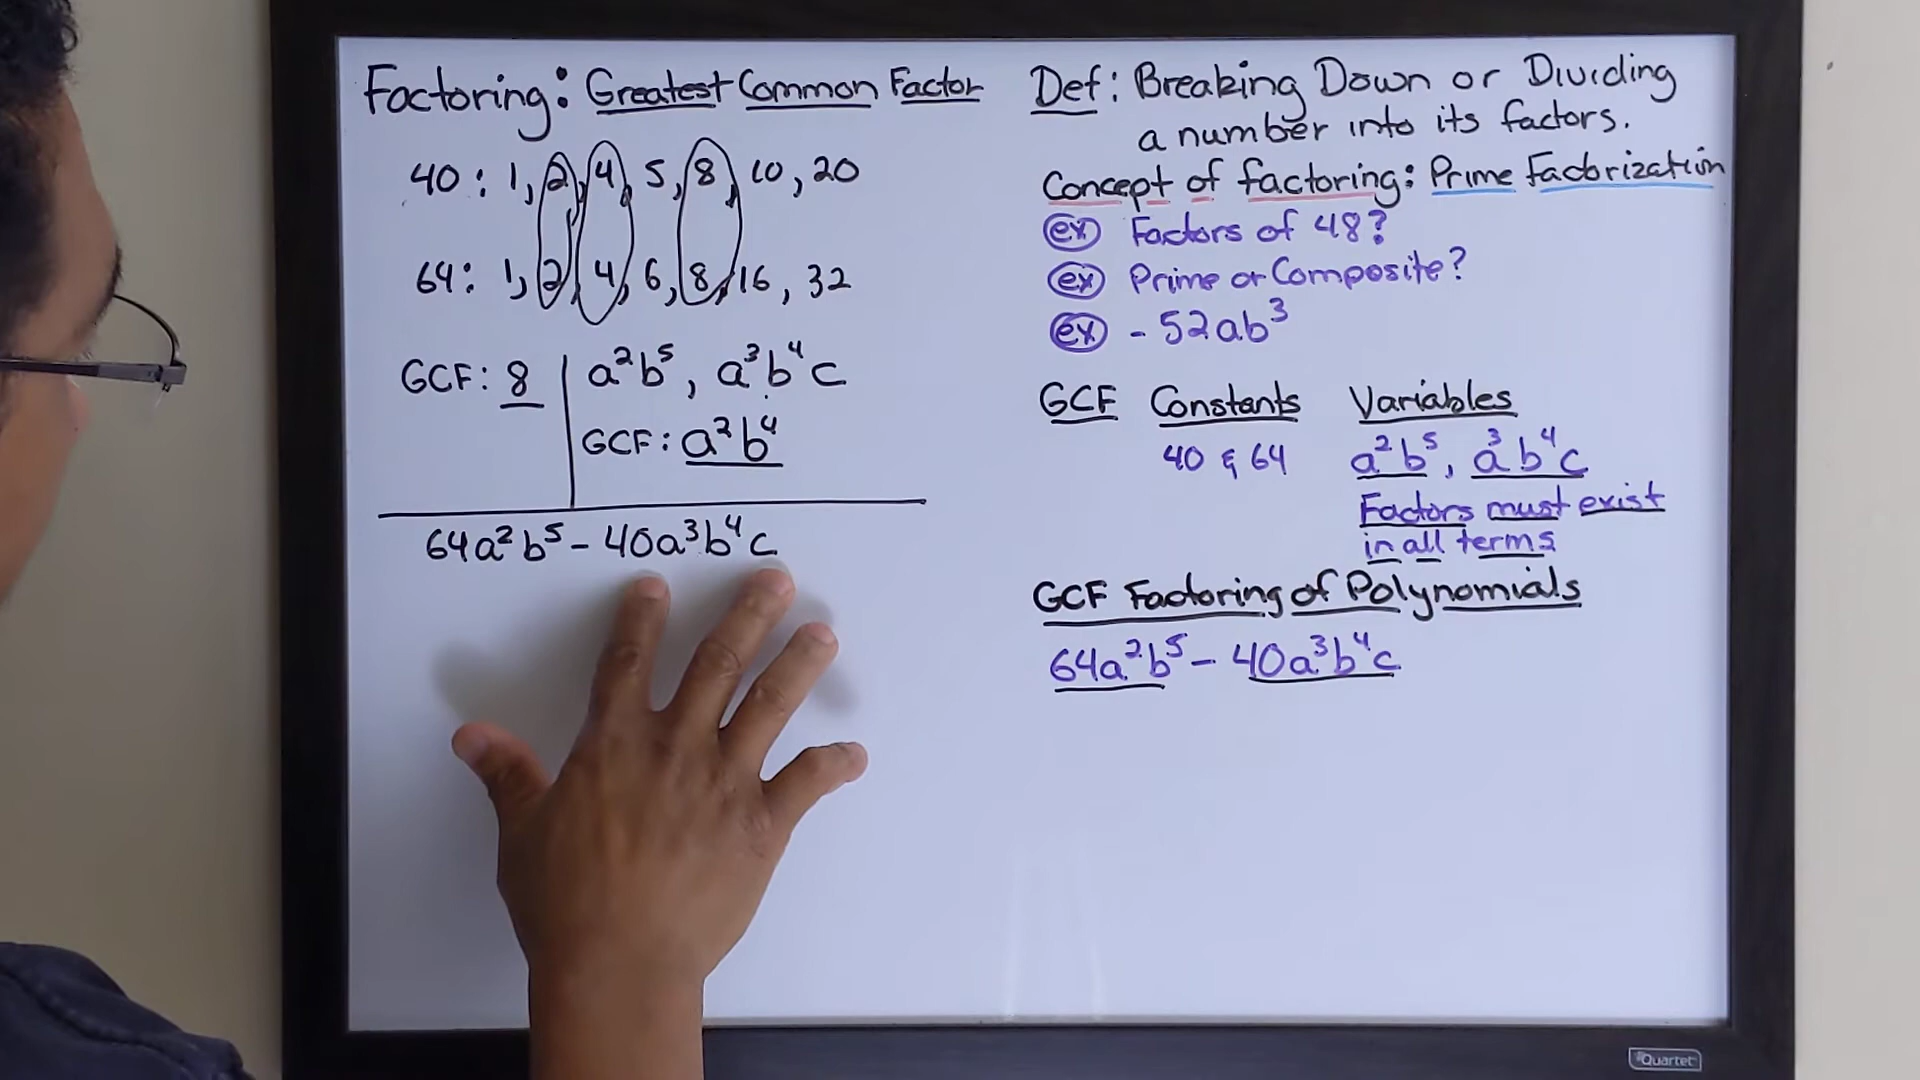 Factoring: Greatest Common Factor
40: 1, 2, 4, 5, 8, 10, 20
64: 1, 2, 4, 6, 8, 16, 32
GCF: 8
a²b⁵, a³b⁴c
GCF: a²b⁴
64a²b⁵ - 40a³b⁴c
Def: Breaking Down or Dividing
a number into its factors.
Concept of factoring: Prime Factorization
ex Factors of 48?
ex Prime or Composite?
ex - 52ab³
GCF Constants Variables
40 & 64 a²b⁵, a³b⁴c
Factors must exist
in all terms
GCF Factoring of Polynomials
64a²b⁵ - 40a³b⁴c
Quartet